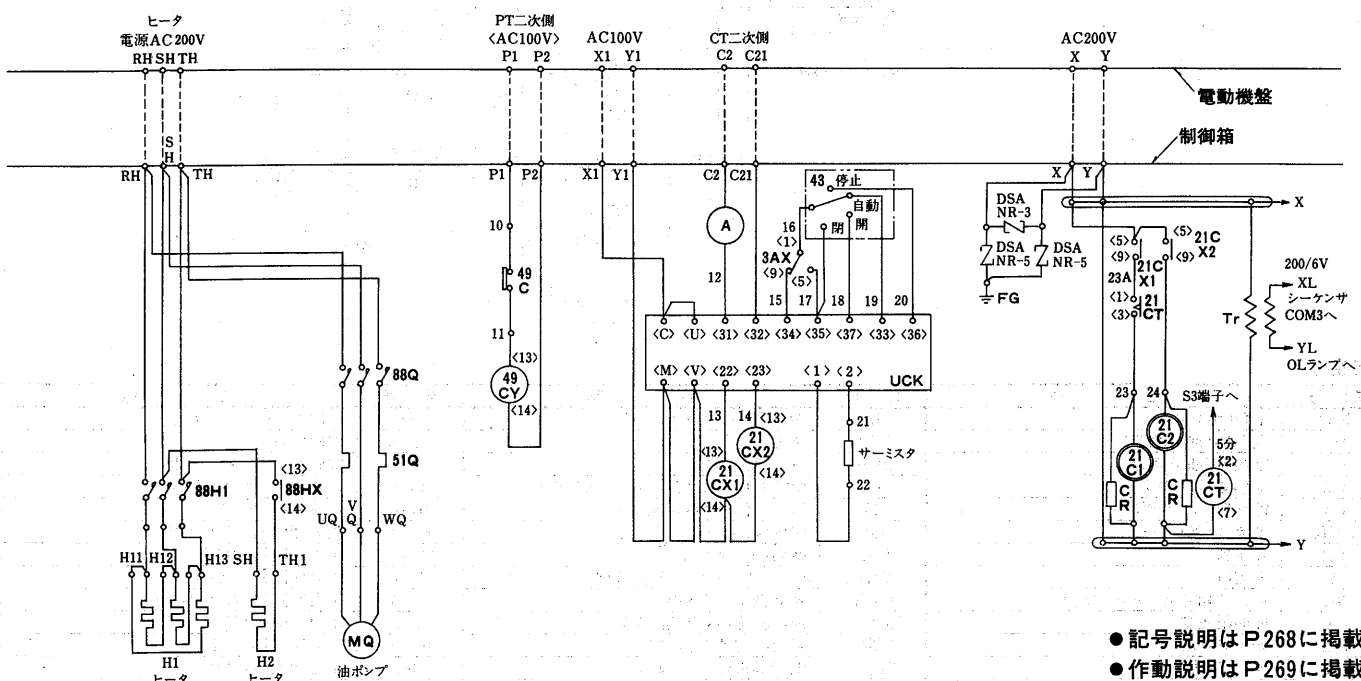 ヒータ
電源AC200V
RH SH TH
PT二次側
<AC100V>
P1 P2
AC100V
X1 Y1
CT二次側
C2 C21
AC200V
X Y
電動機盤
制御箱
RH
S
H
TH
P1 P2
X1 Y1
C2 C21
X Y
10
49
C
11
<13>
49
CY
<14>
A
12
43 停止
自動
閉 開
16
<1>
3AX
<9>
<5>
15 17 18 19 20
<C> <U> <31> <32> <34> <35> <37> <33> <36>
<M> <V> <22> <23> <1> <2>
UCK
13
14 <13>
21
CX2
<14>
<13>
21
CX1
<14>
21
サーミスタ
22
DSA
NR-3
DSA
NR-5
DSA
NR-5
FG
X
<5>
<9>
21C
X1
<5>
<9>
21C
X2
23A
<1>
<3>
21
CT
Tr
200/6V
XL
シーケンサ
COM3へ
YL
OLランプへ
23
24
21
C1
21
C2
C
R
C
R
S3端子へ
5分
<2>
21
CT
<7>
Y
88Q
51Q
UQ
V
Q
WQ
MQ
油ポンプ
88H1
<13>
88HX
<14>
H11 H12 H13 SH TH1
H1
ヒータ
H2
ヒータ
●記号説明はP268に掲載
●作動説明はP269に掲載